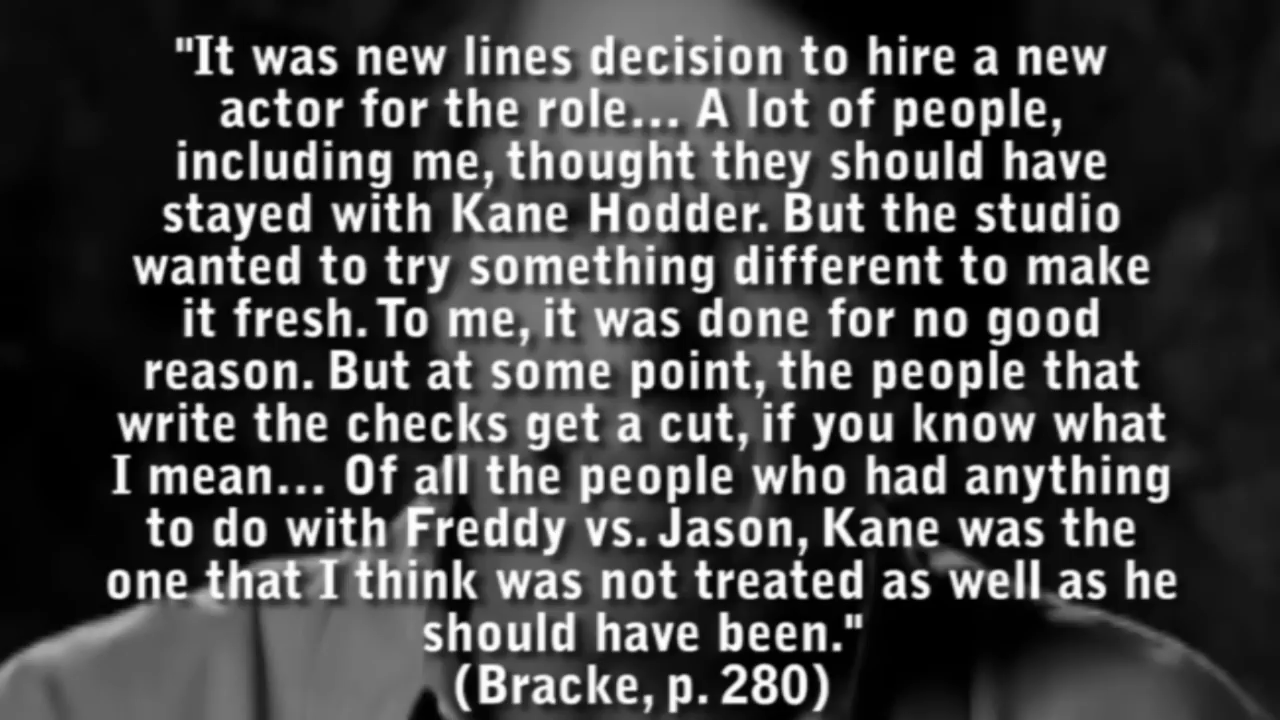 "It was new lines decision to hire a new
actor for the role... A lot of people,
including me, thought they should have
stayed with Kane Hodder. But the studio
wanted to try something different to make
it fresh. To me, it was done for no good
reason. But at some point, the people that
write the checks get a cut, if you know what
I mean... Of all the people who had anything
to do with Freddy vs. Jason, Kane was the
one that I think was not treated as well as he
should have been."
(Bracke, p. 280)